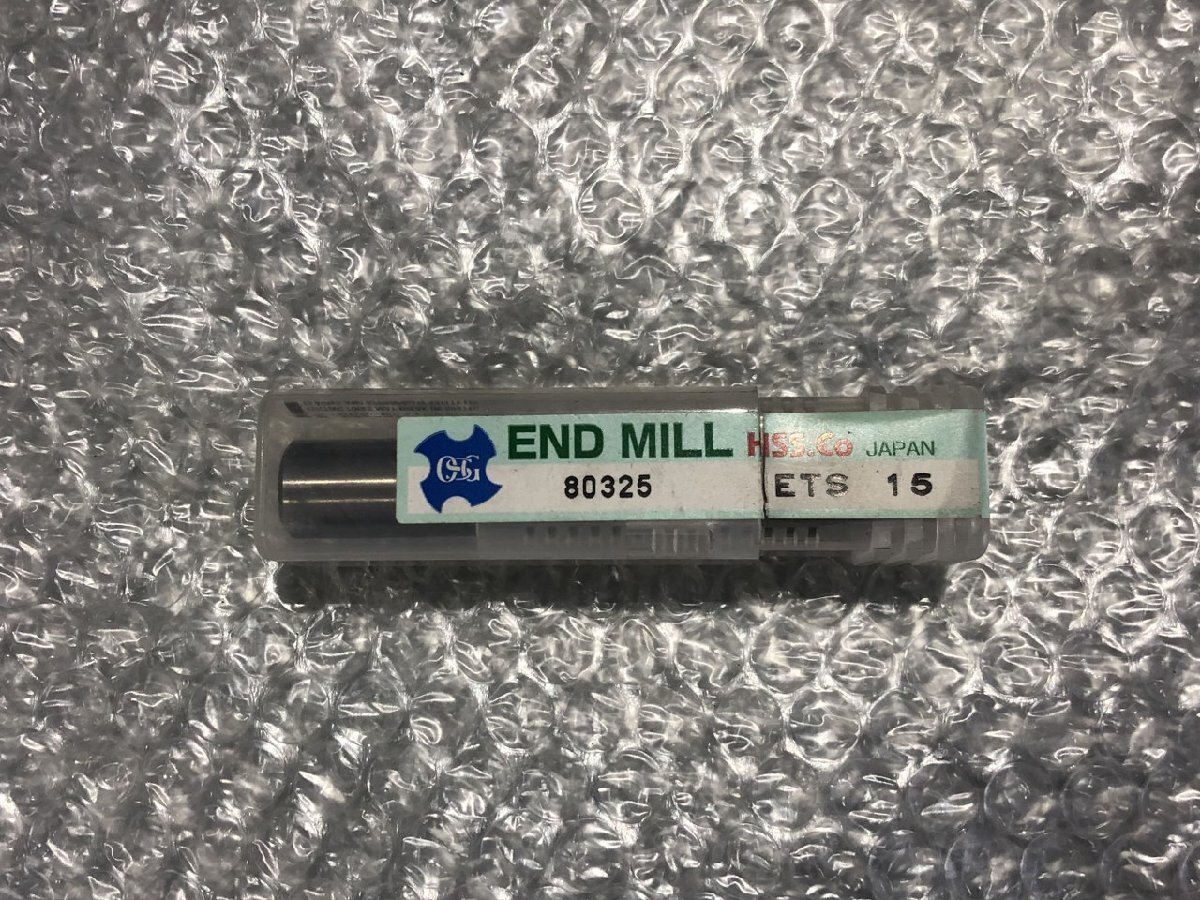 OSG END MILL HSS.Co JAPAN
80325 ETS 15